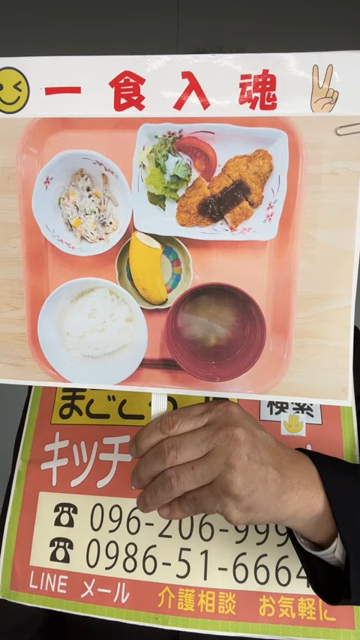 一食入魂
検索
キッチ
☎ 096-206-999
☎ 0986-51-6664
LINE メール 介護相談 お気軽に